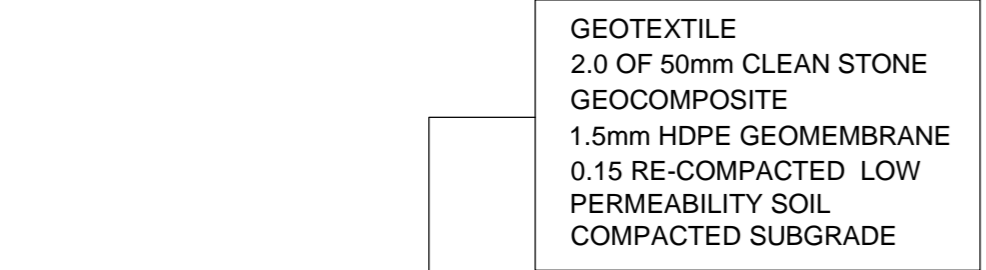 GEOTEXTILE
2.0 OF 50mm CLEAN STONE
GEOCOMPOSITE
1.5mm HDPE GEOMEMBRANE
0.15 RE-COMPACTED LOW
PERMEABILITY SOIL
COMPACTED SUBGRADE